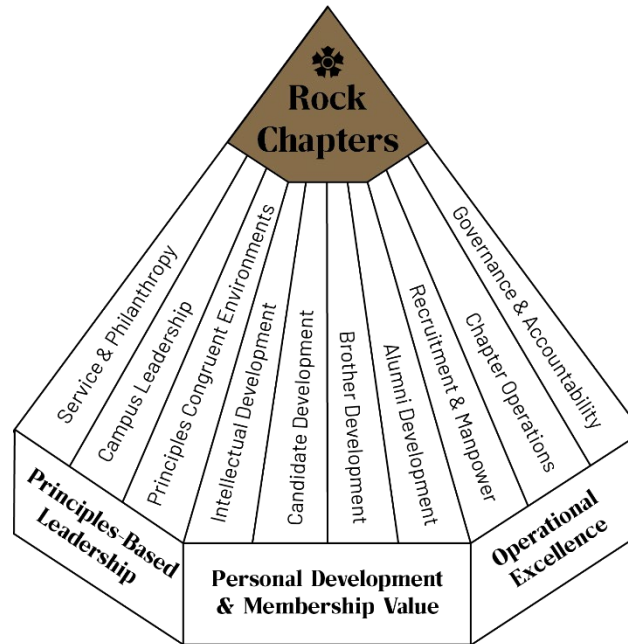 Rock
Chapters
Service & Philanthropy
Campus Leadership
Principles Congruent Environments
Intellectual Development
Candidate Development
Brother Development
Alumni Development
Recruitment & Manpower
Chapter Operations
Governance & Accountability
Principles-Based
Leadership
Personal Development
& Membership Value
Operational
Excellence